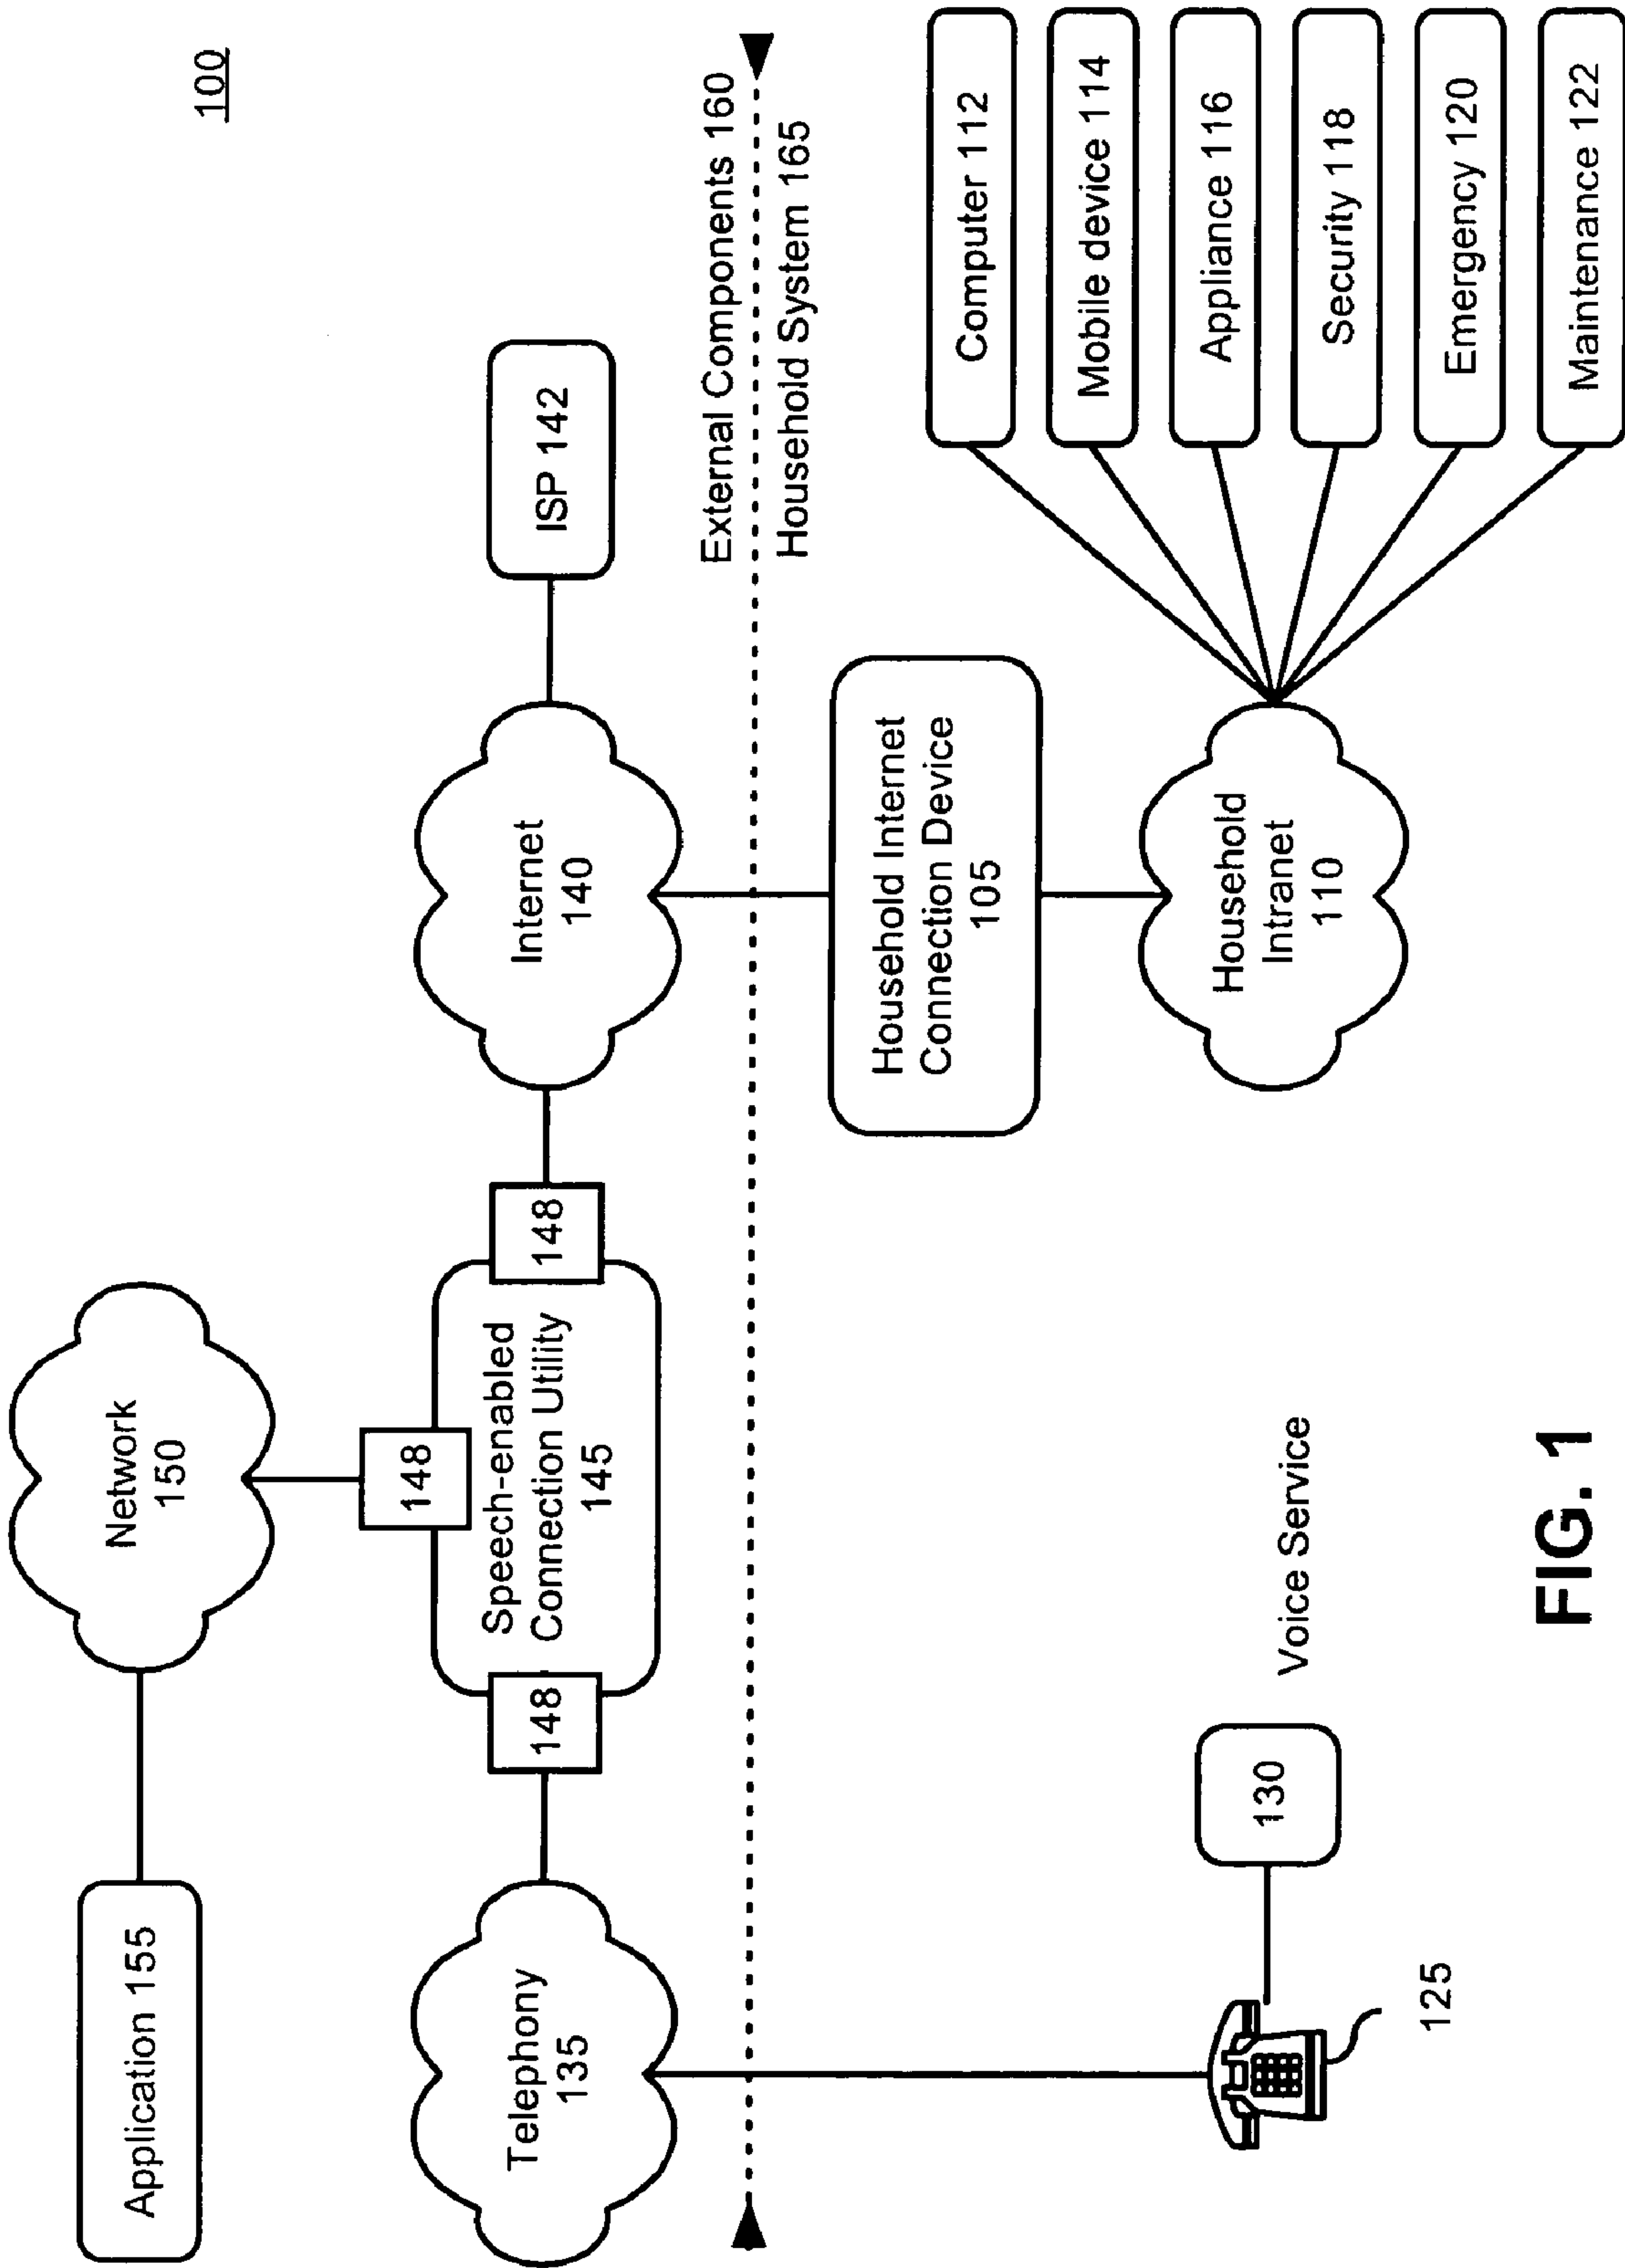 100
Application 155
Network
150
Telephony
135
148
148
148
Speech-enabled
Connection Utility
145
Internet
140
ISP 142
External Components 160
Household System 165
Household Internet
Connection Device
105
Household
Intranet
110
Computer 112
Mobile device 114
Appliance 116
Security 118
Emergency 120
Maintenance 122
130
Voice Service
125
FIG. 1